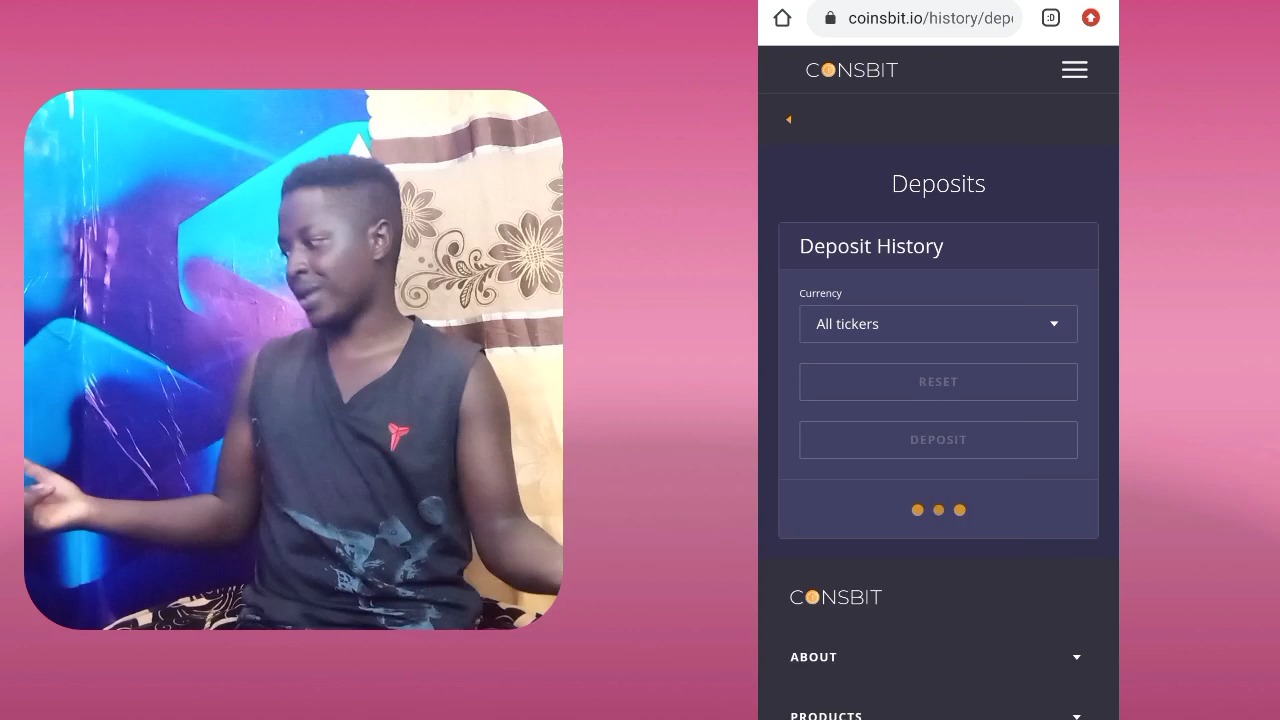 coinsbit.io/history/dep
:D
COINSBIT
Deposits
Deposit History
Currency
All tickers
RESET
DEPOSIT
COINSBIT
ABOUT
PRODUCTS